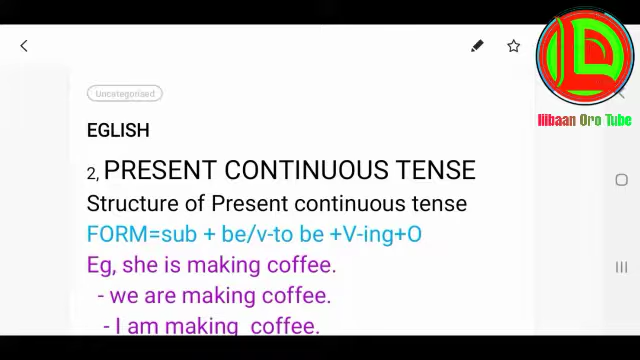 Uncategorised
Ilibaan Oro Tube
EGLISH
2, PRESENT CONTINUOUS TENSE
Structure of Present continuous tense
FORM=sub + be/v-to be +V-ing+O
Eg, she is making coffee.
- we are making coffee.
- I am making coffee.